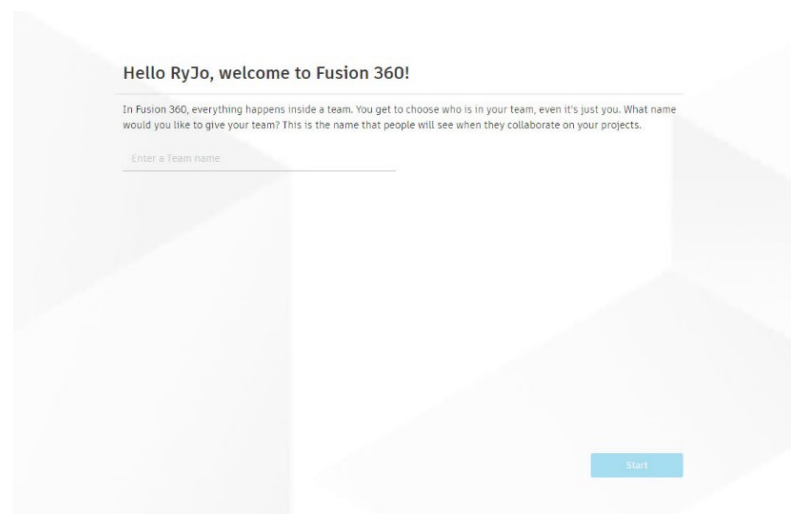 Hello RyJo, welcome to Fusion 360!
In Fusion 360, everything happens inside a team. You get to choose who is in your team, even it's just you. What name
would you like to give your team? This is the name that people will see when they collaborate on your projects.
Enter a Team name
Start